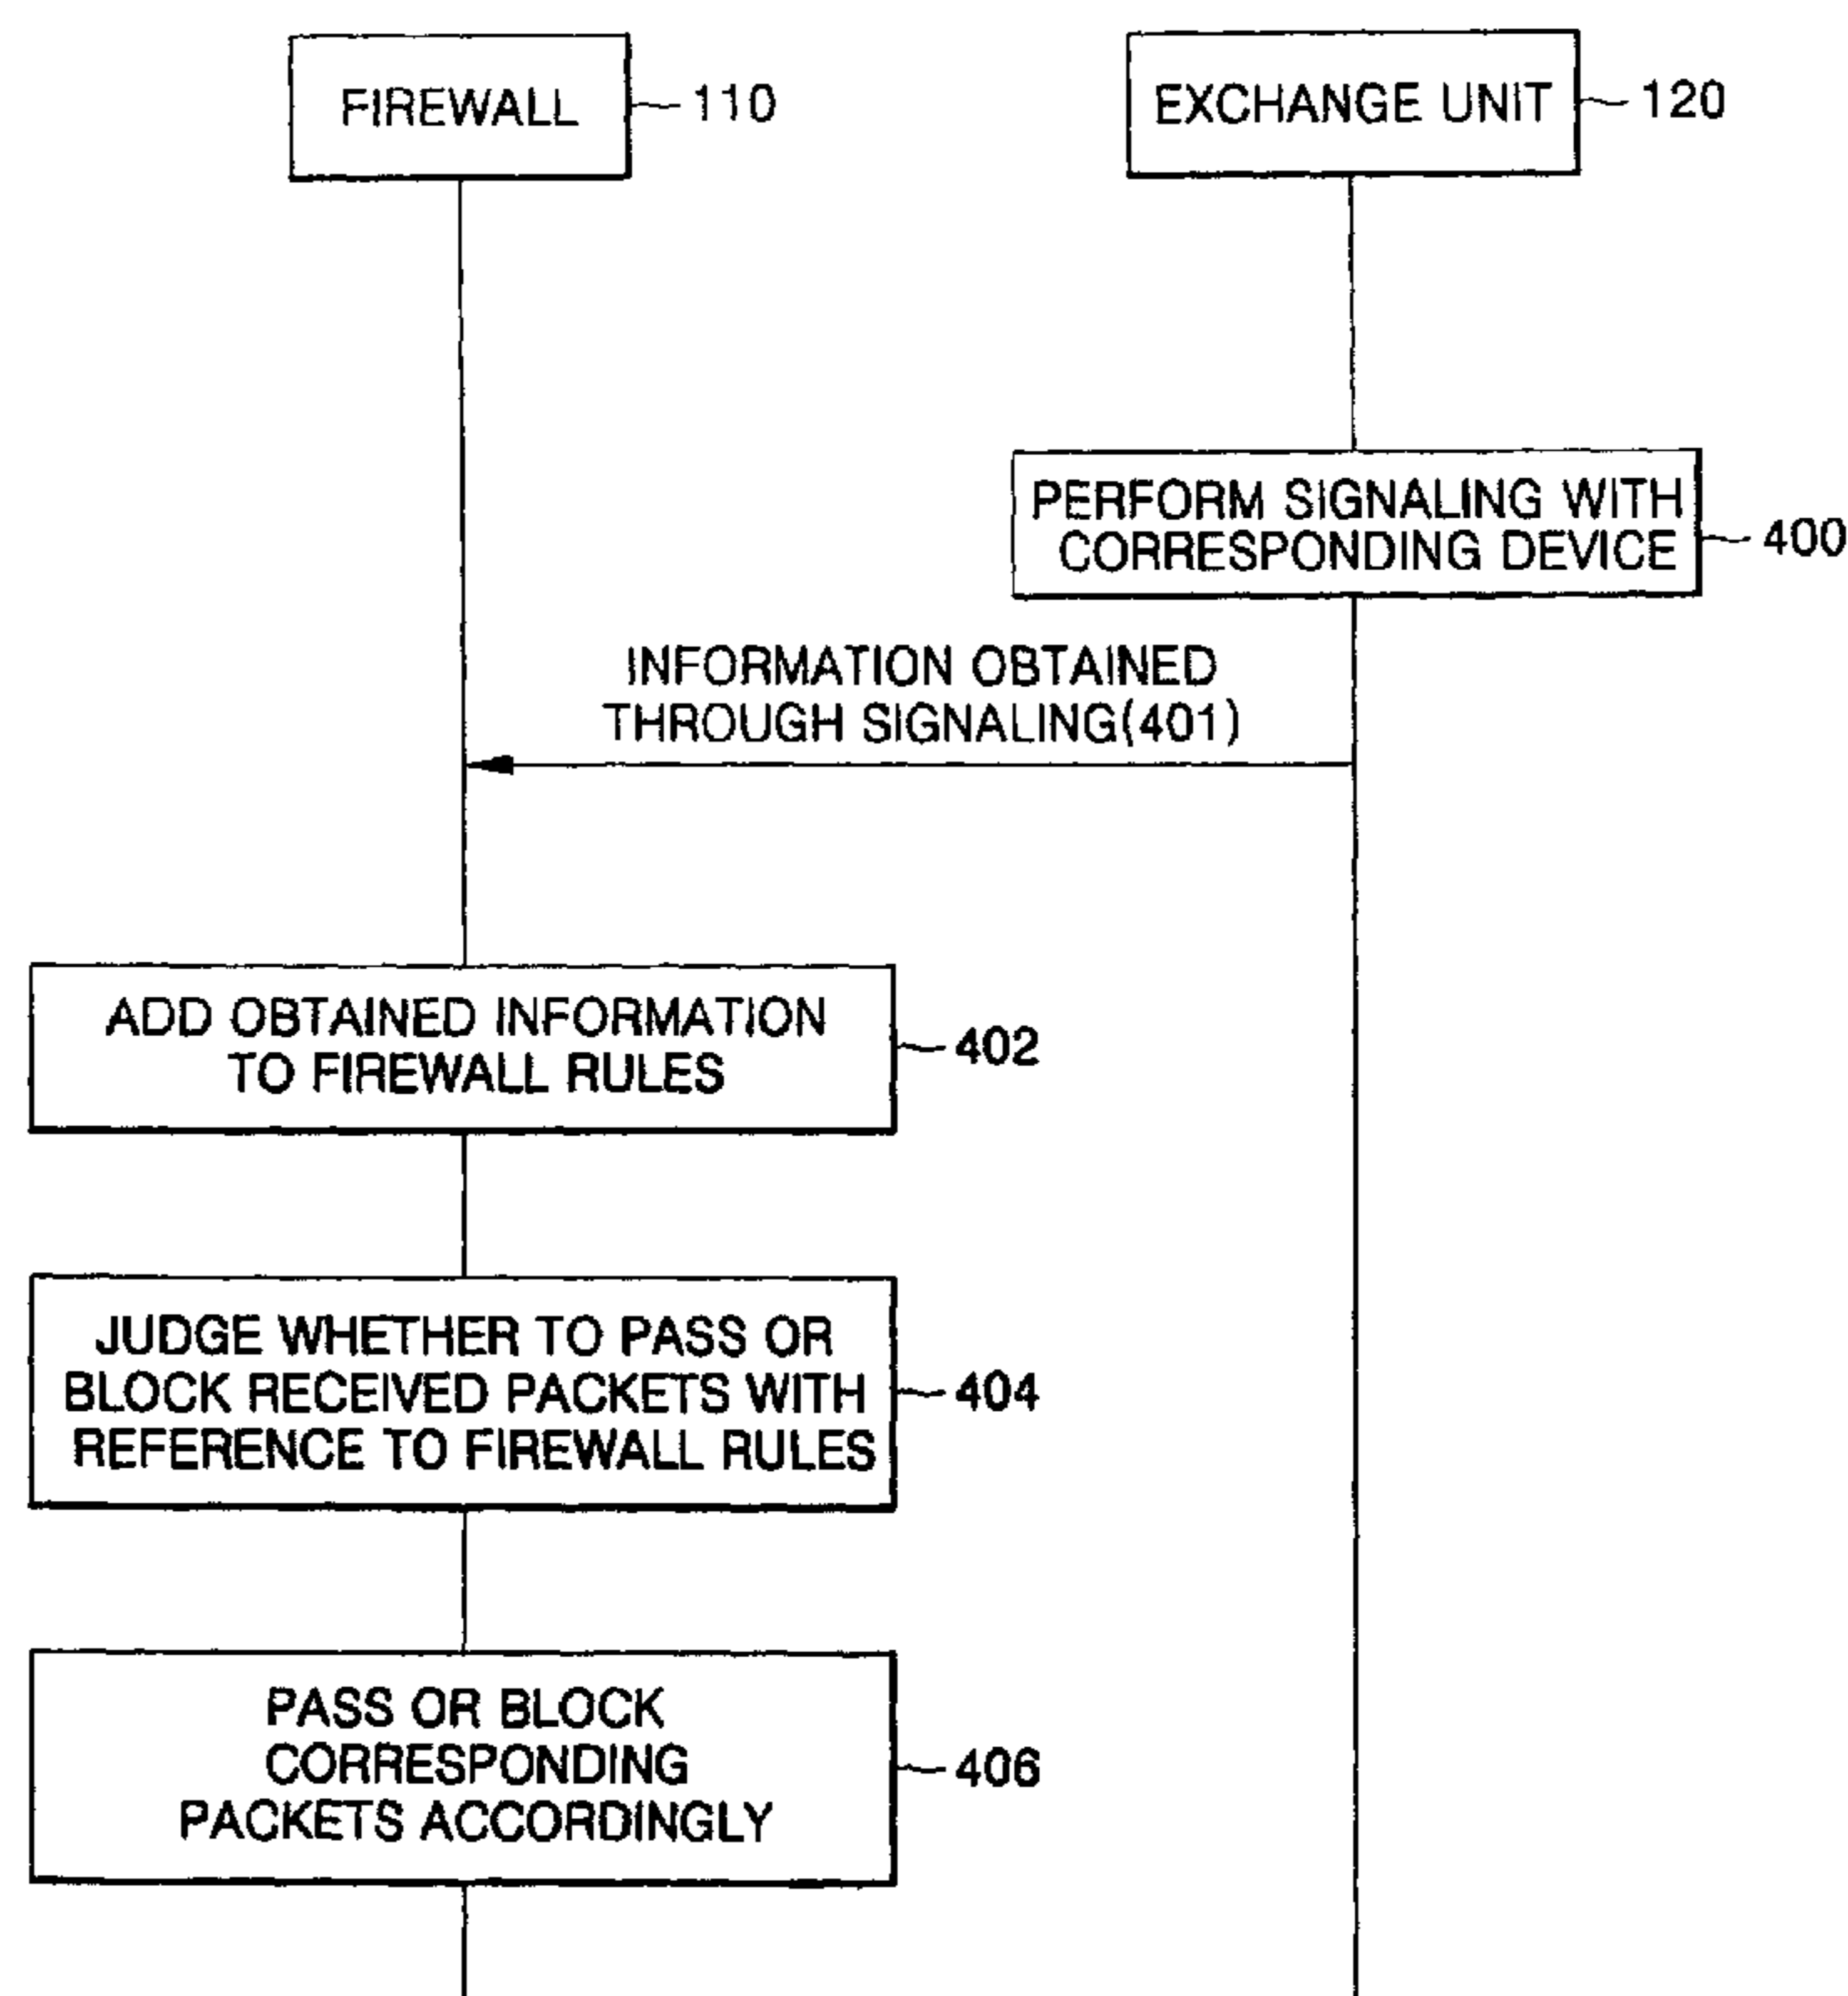 FIREWALL
110
EXCHANGE UNIT
120
PERFORM SIGNALING WITH
CORRESPONDING DEVICE
400
INFORMATION OBTAINED
THROUGH SIGNALING(401)
ADD OBTAINED INFORMATION
TO FIREWALL RULES
402
JUDGE WHETHER TO PASS OR
BLOCK RECEIVED PACKETS WITH
REFERENCE TO FIREWALL RULES
404
PASS OR BLOCK
CORRESPONDING
PACKETS ACCORDINGLY
406